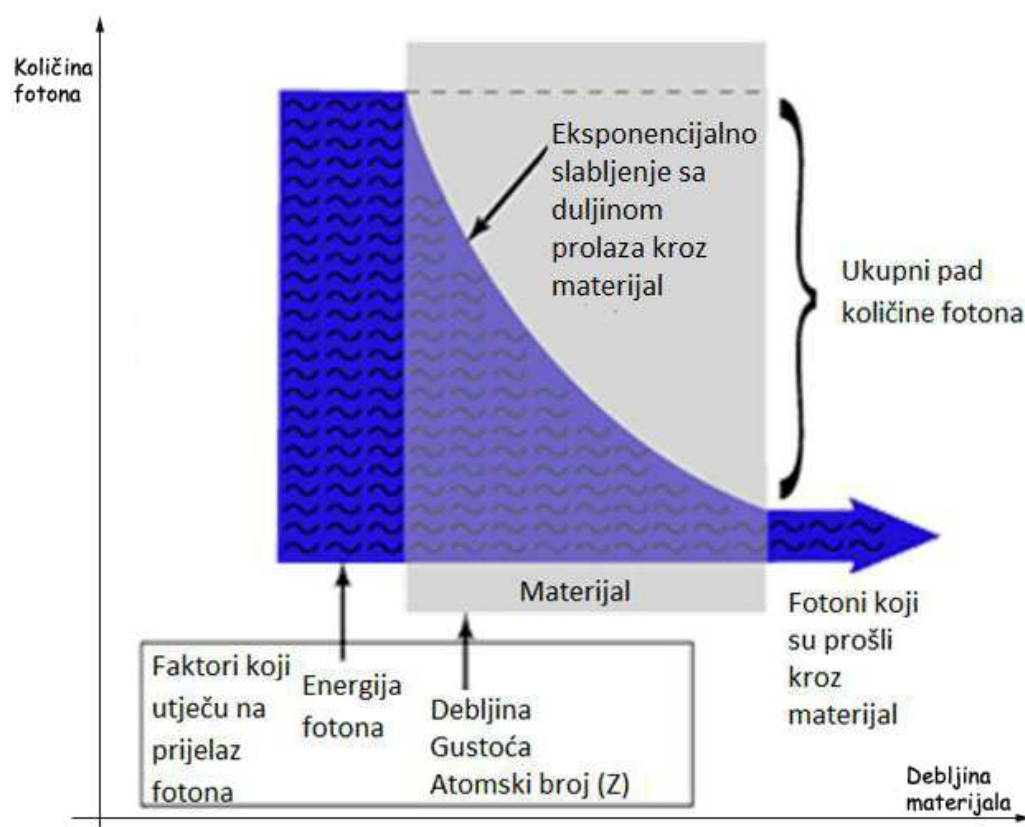 Količina
fotona
Eksponencijalno
slabljenje sa
duljinom
prolaza kroz
materijal
Ukupni pad
količine fotona
Materijal
Fotoni koji
su prošli
kroz
materijal
Faktori koji
utječu na
prijelaz
fotona
Energija
fotona
Debljina
Gustoća
Atomski broj (Z)
Debljina
materijala